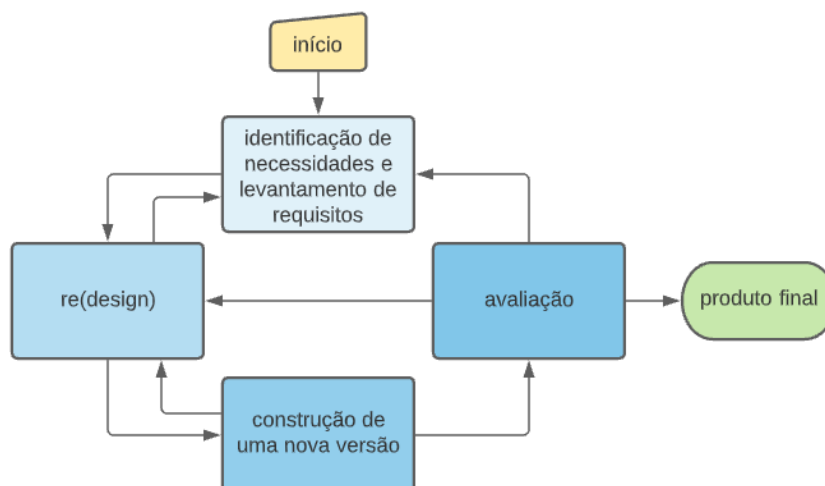 início
identificação de
necessidades e
levantamento de
requisitos
re(design)
avaliação
produto final
construção de
uma nova versão